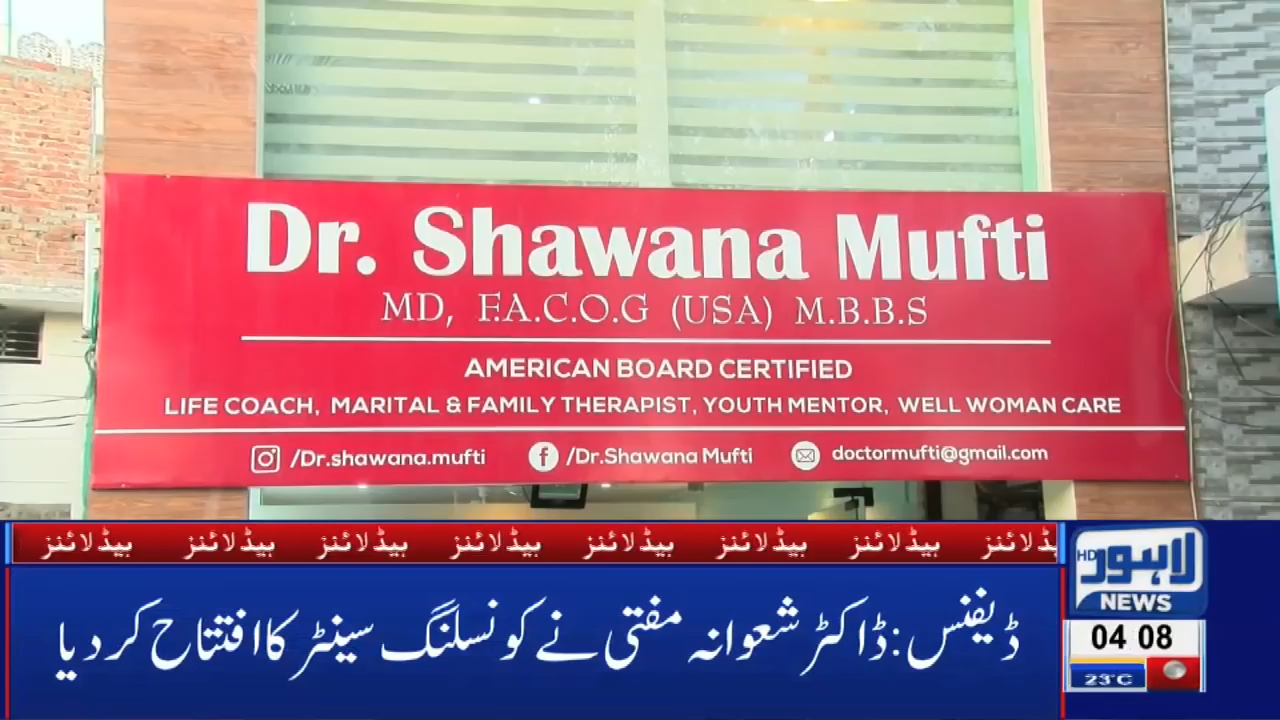 Dr. Shawana Mufti
MD, F.A.C.O.G (USA) M.B.B.S
AMERICAN BOARD CERTIFIED
LIFE COACH, MARITAL & FAMILY THERAPIST, YOUTH MENTOR, WELL WOMAN CARE
/Dr.shawana.mufti /Dr.Shawana Mufti doctormufti@gmail.com
ہیڈلائنز ہیڈلائنز ہیڈلائنز ہیڈلائنز ہیڈلائنز ہیڈلائنز ہیڈلائنز ہیڈلائنز
ڈیفنس: ڈاکٹر شعوانہ مفتی نے کونسلنگ سینٹر کا افتتاح کر دیا
HD لاہور
NEWS
04 08
23°C